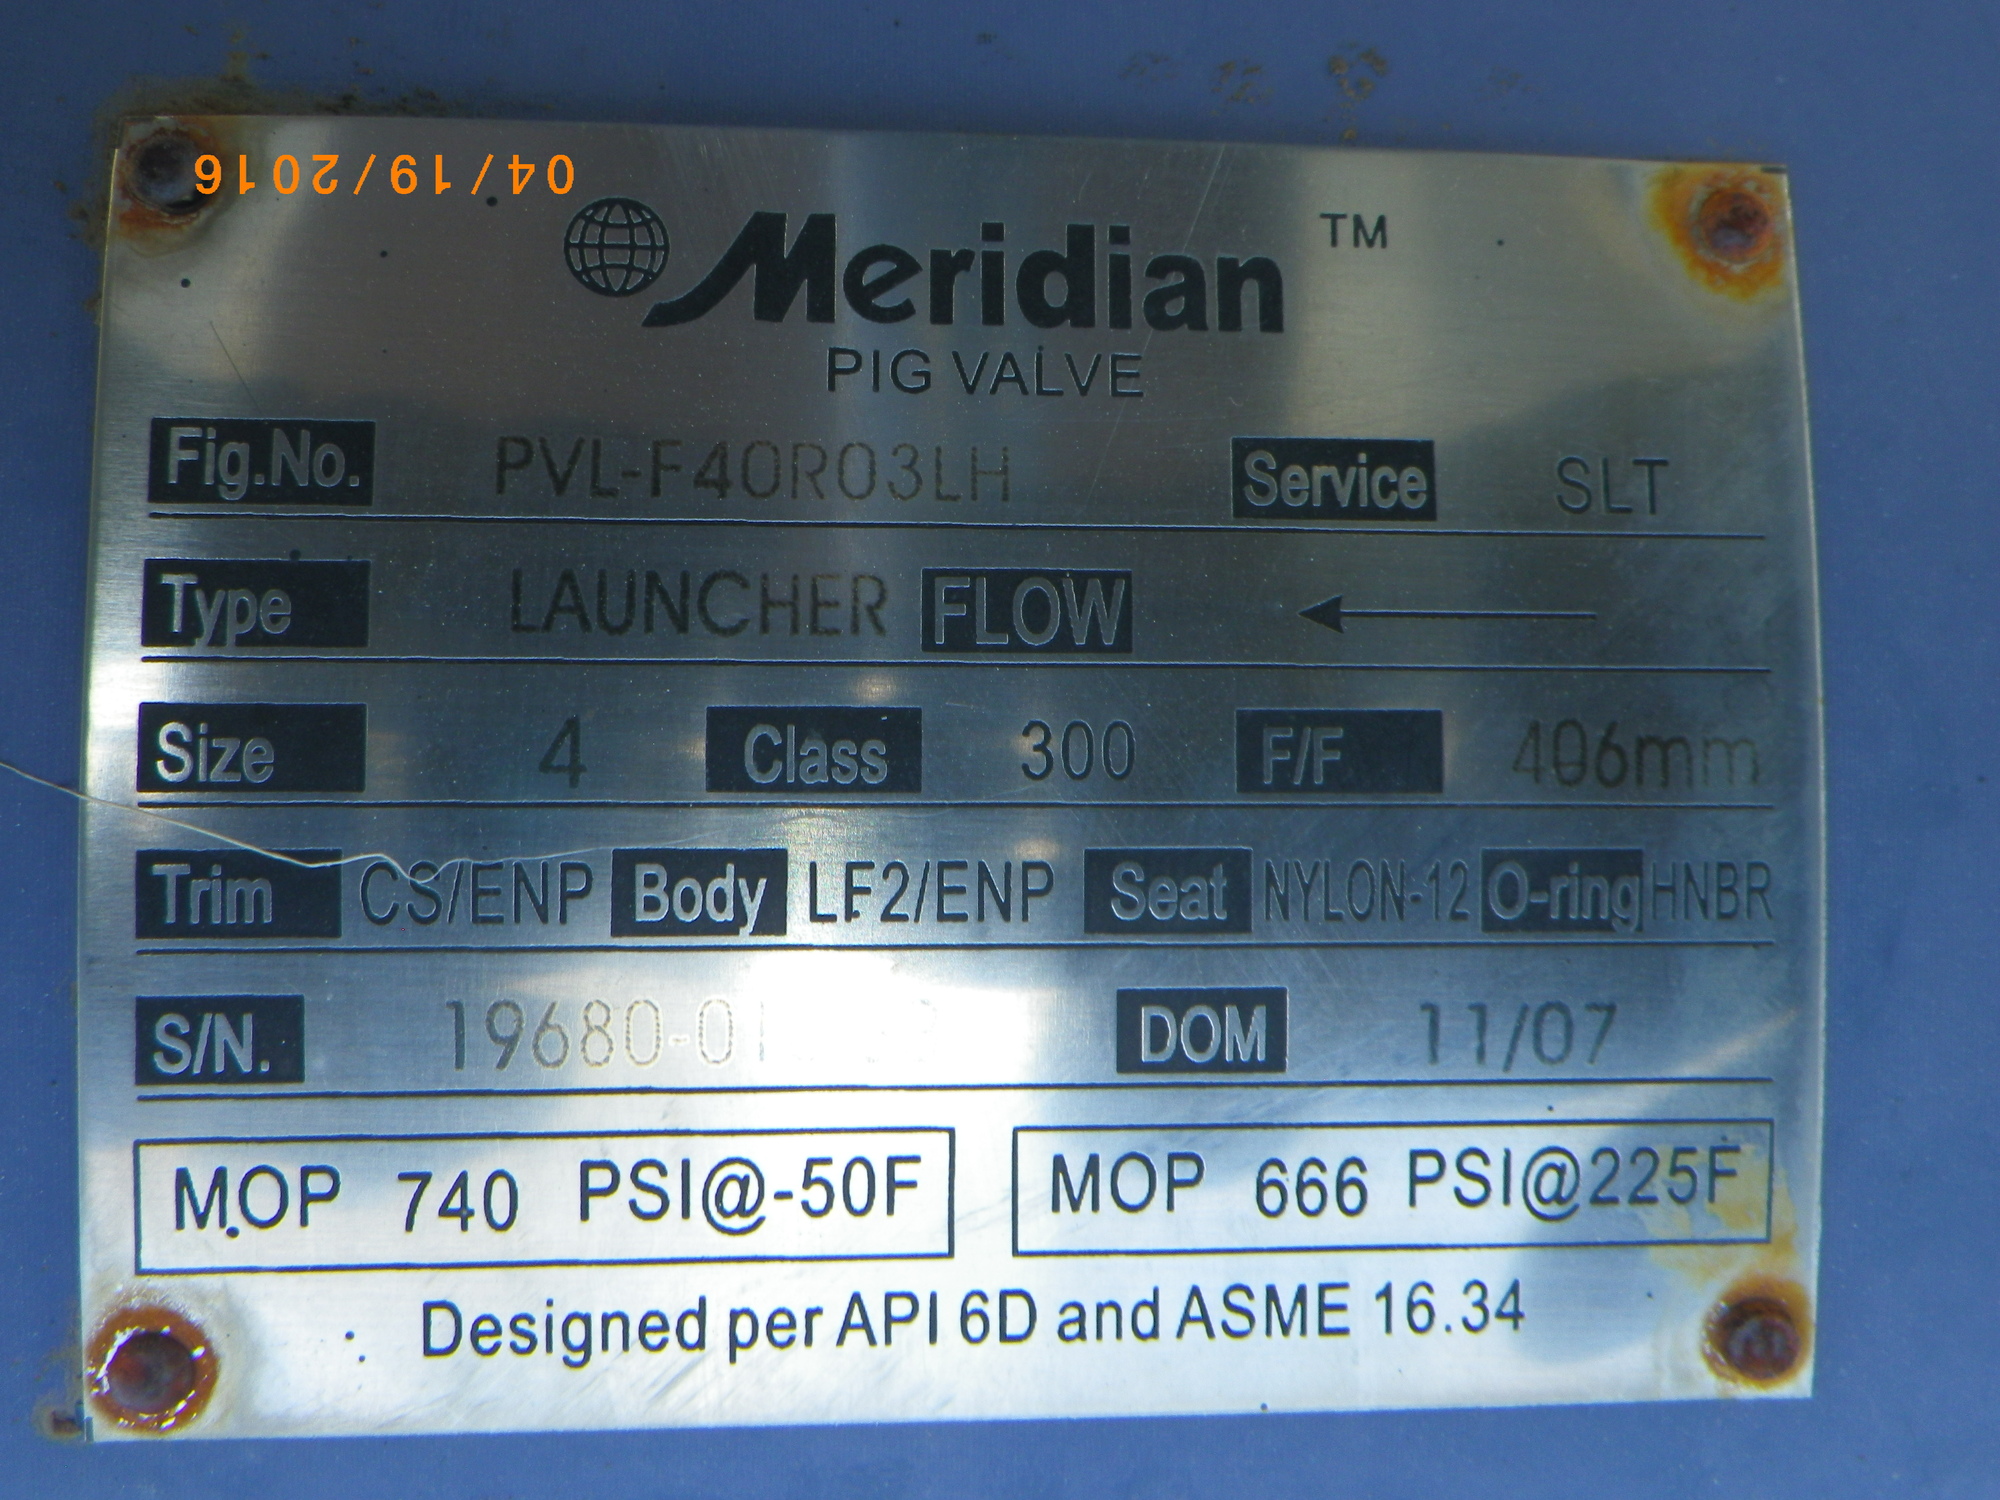 04/19/2016
Meridian ™
PIG VALVE
Fig.No. PVL-F40R03LH Service SLT
Type LAUNCHER FLOW
Size 4 Class 300 F/F 406mm
Trim CS/ENP Body LF2/ENP Seat NYLON-12 O-ring HNBR
S/N. DOM 11/07
MOP 740 PSI@-50F MOP 666 PSI@225F
Designed per API 6D and ASME 16.34